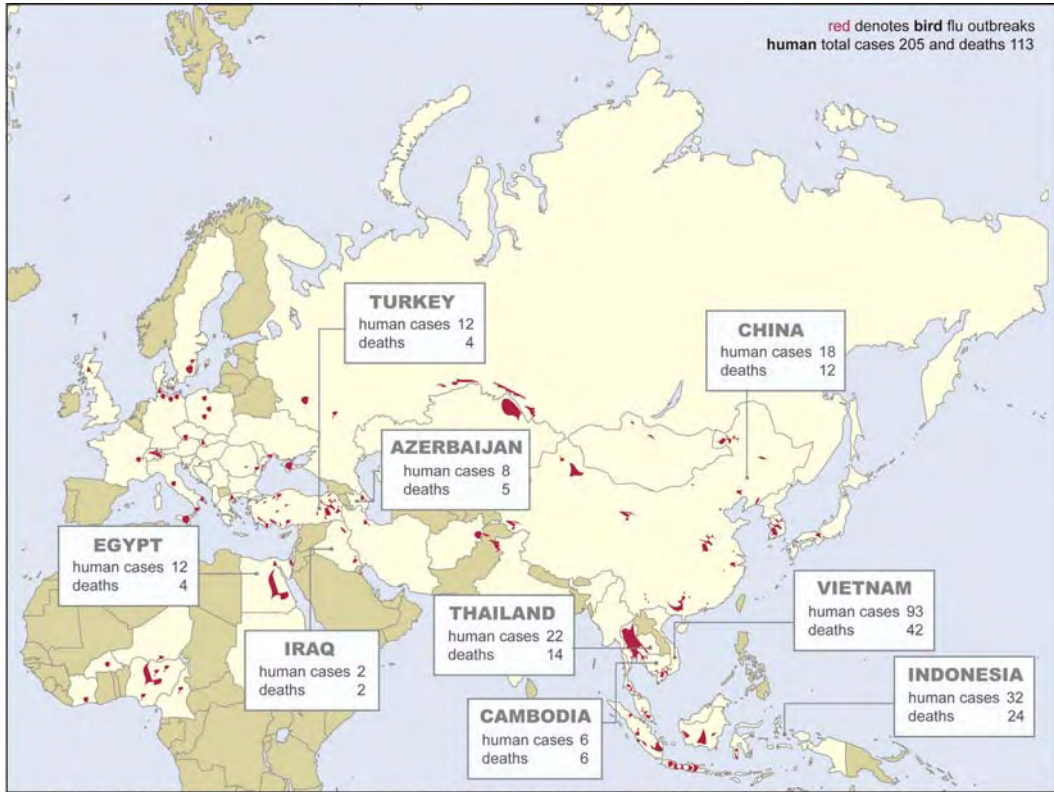 red denotes bird flu outbreaks
human total cases 205 and deaths 113
TURKEY
human cases 12
deaths 4
CHINA
human cases 18
deaths 12
AZERBAIJAN
human cases 8
deaths 5
EGYPT
human cases 12
deaths 4
VIETNAM
human cases 93
deaths 42
THAILAND
human cases 22
deaths 14
IRAQ
human cases 2
deaths 2
INDONESIA
human cases 32
deaths 24
CAMBODIA
human cases 6
deaths 6